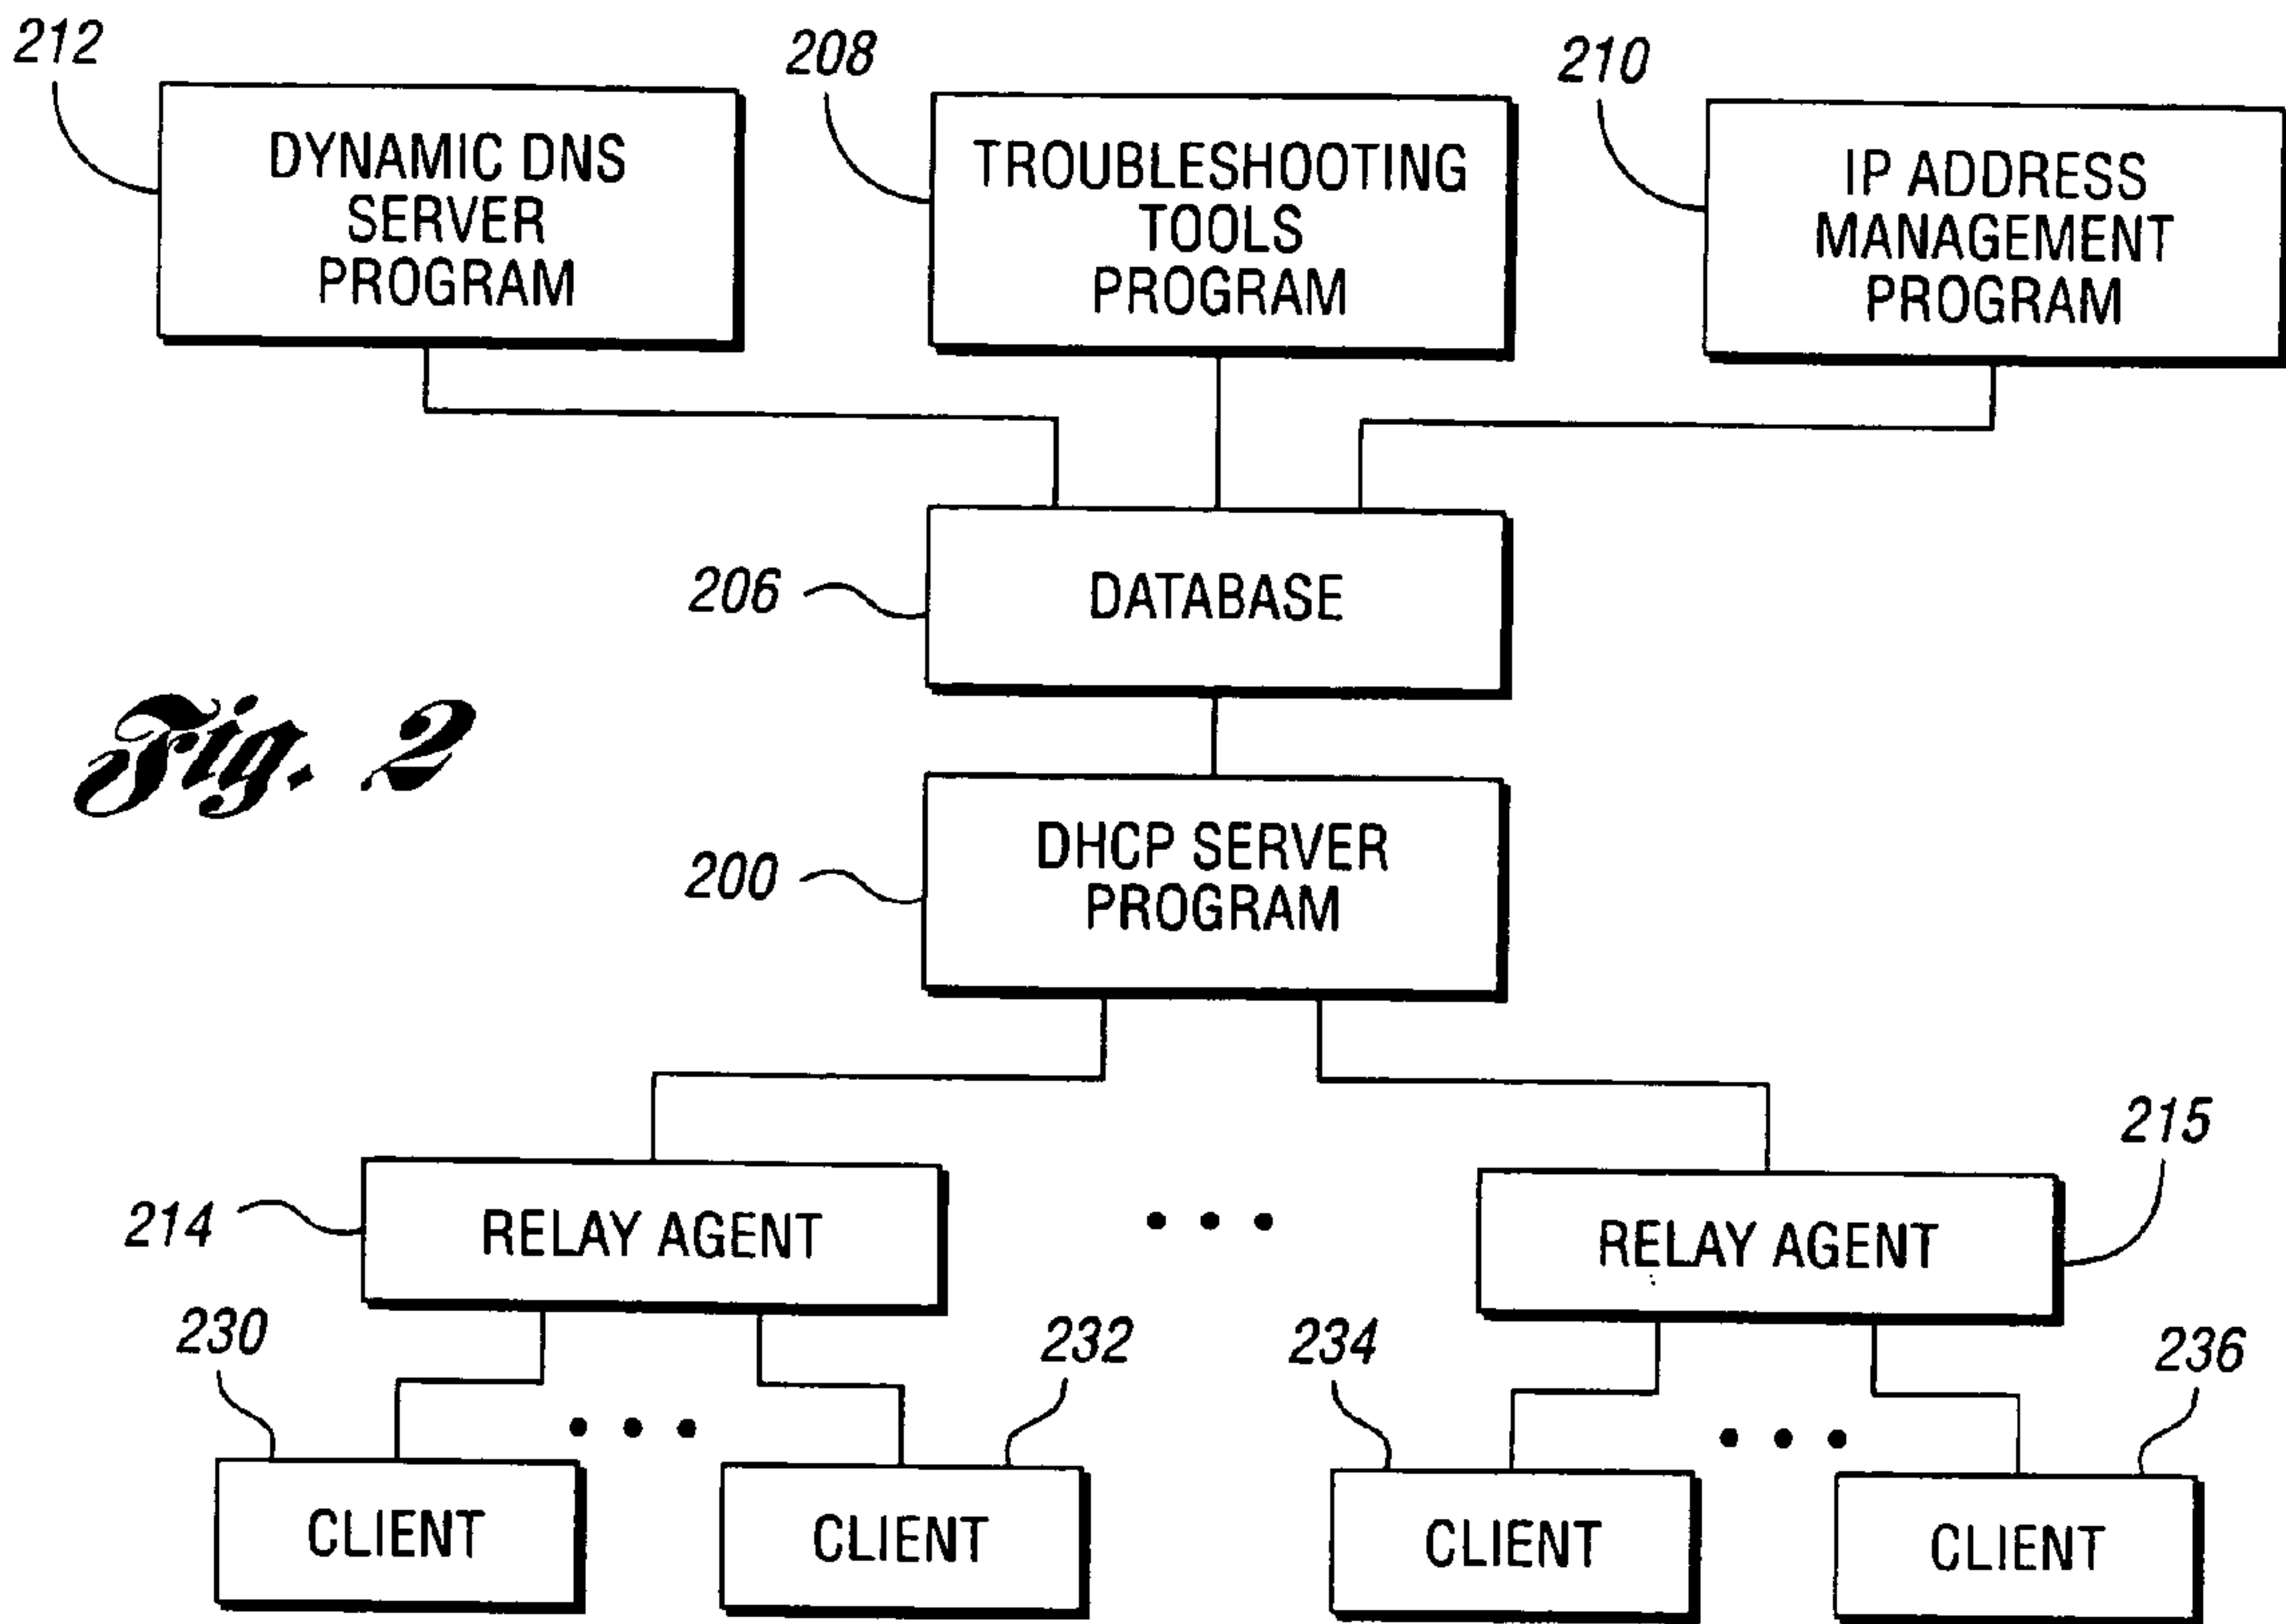 212
208
210
DYNAMIC DNS
SERVER
PROGRAM
TROUBLESHOOTING
TOOLS
PROGRAM
IP ADDRESS
MANAGEMENT
PROGRAM
206
DATABASE
Fig. 2
200
DHCP SERVER
PROGRAM
215
214
RELAY AGENT
RELAY AGENT
230
232
234
236
CLIENT
CLIENT
CLIENT
CLIENT